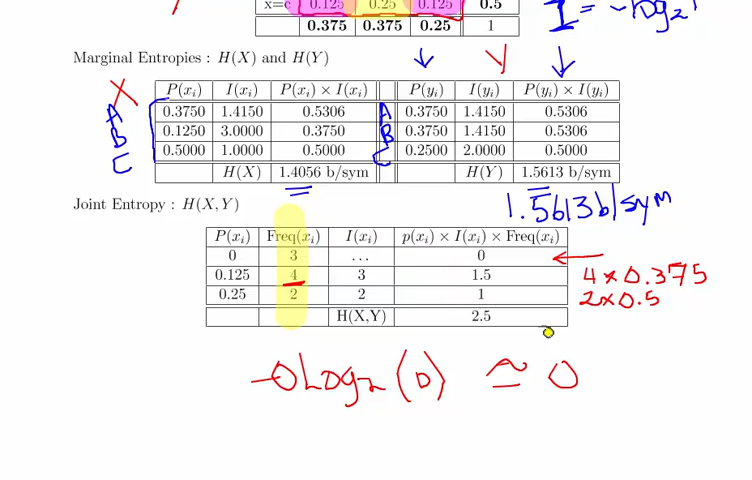 x=c 0.125 0.25 0.125 0.5
0.375 0.375 0.25 1
I = -log₂
Marginal Entropies : H(X) and H(Y)
X Y
P(xᵢ) I(xᵢ) P(xᵢ) × I(xᵢ) P(yᵢ) I(yᵢ) P(yᵢ) × I(yᵢ)
A 0.3750 1.4150 0.5306 A 0.3750 1.4150 0.5306
B 0.1250 3.0000 0.3750 B 0.3750 1.4150 0.5306
C 0.5000 1.0000 0.5000 C 0.2500 2.0000 0.5000
H(X) 1.4056 b/sym H(Y) 1.5613 b/sym
1.5613b/sym
Joint Entropy : H(X,Y)
P(xᵢ) Freq(xᵢ) I(xᵢ) p(xᵢ) × I(xᵢ) × Freq(xᵢ)
0 3 ... 0
0.125 4 3 1.5 4×0.375
0.25 2 2 1 2×0.5
H(X,Y) 2.5
-0Log₂(0) ≃ 0